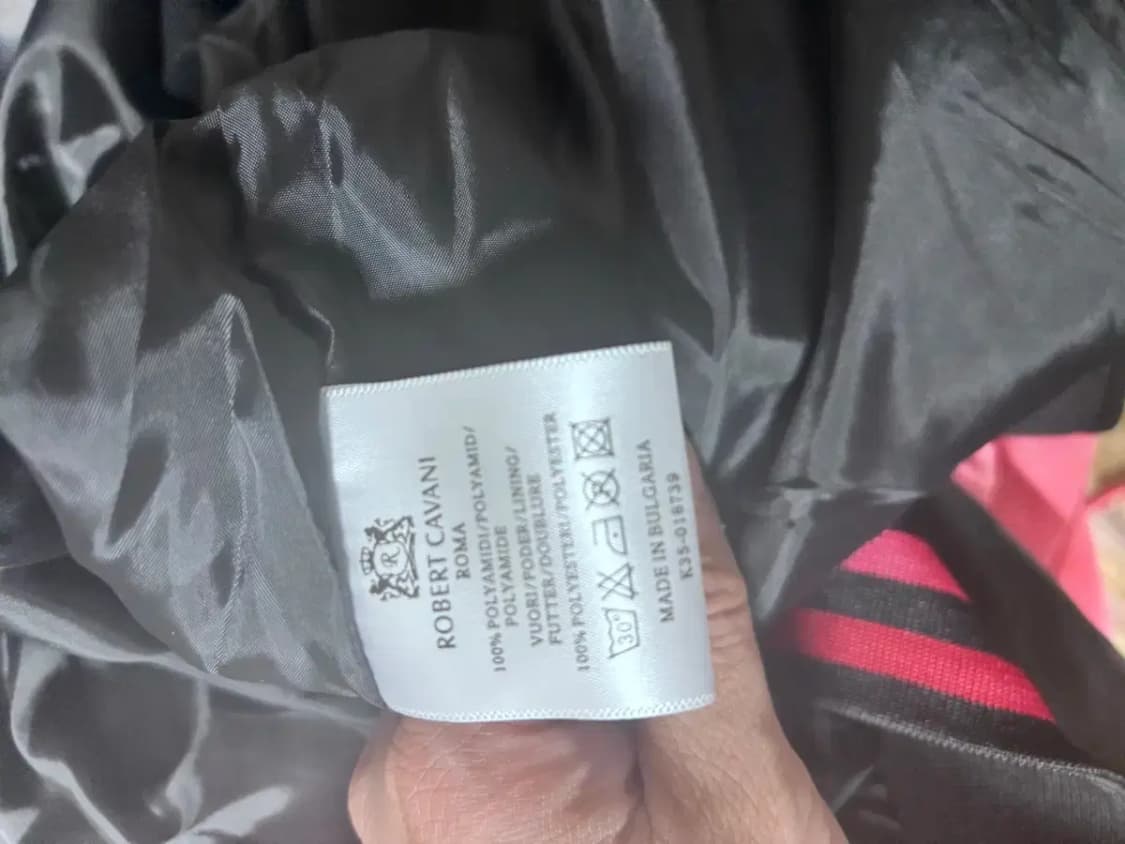 R
ROBERT CAVANI
ROMA
100% POLYAMIDI/POLYAMID/
POLYAMIDE
VUORI/FODER/LINING/
FUTTER/DOUBLURE
100% POLYESTERI/POLYESTER
30°
MADE IN BULGARIA
K35-018739